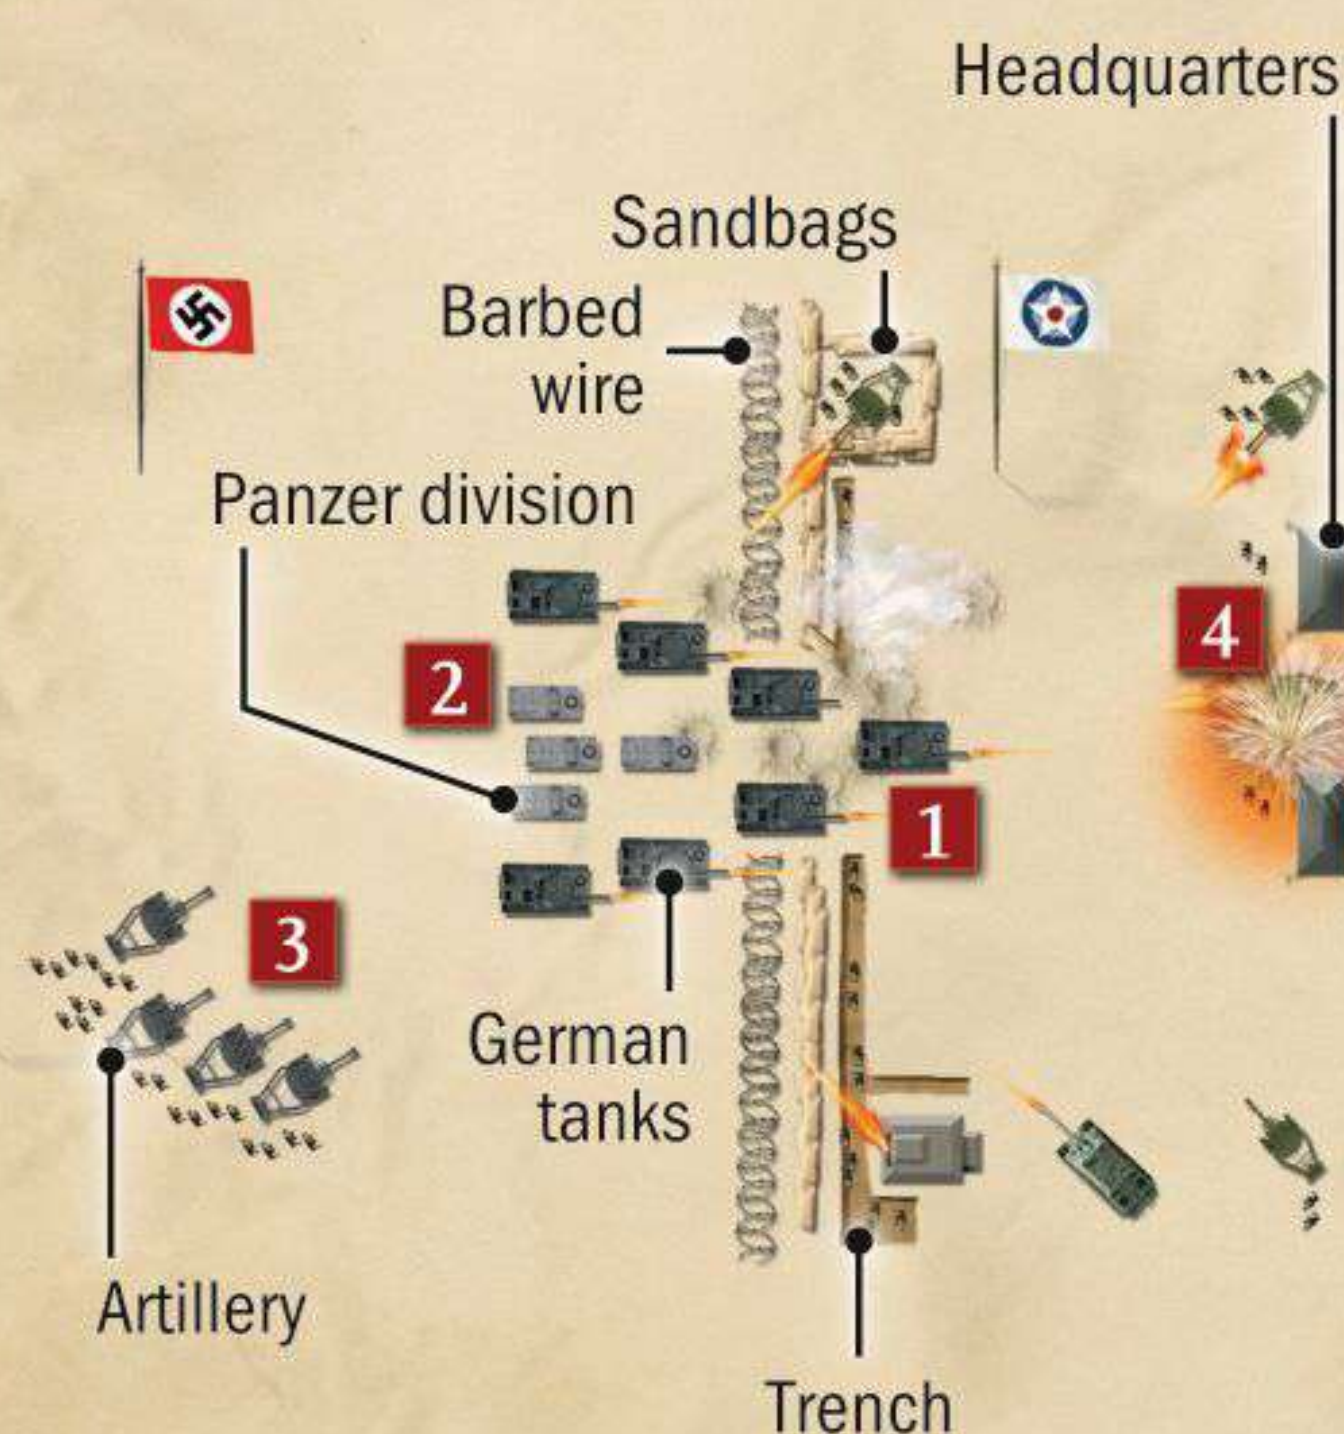 Headquarters
Sandbags
Barbed
wire
Panzer division
2
4
1
3
German
tanks
Artillery
Trench